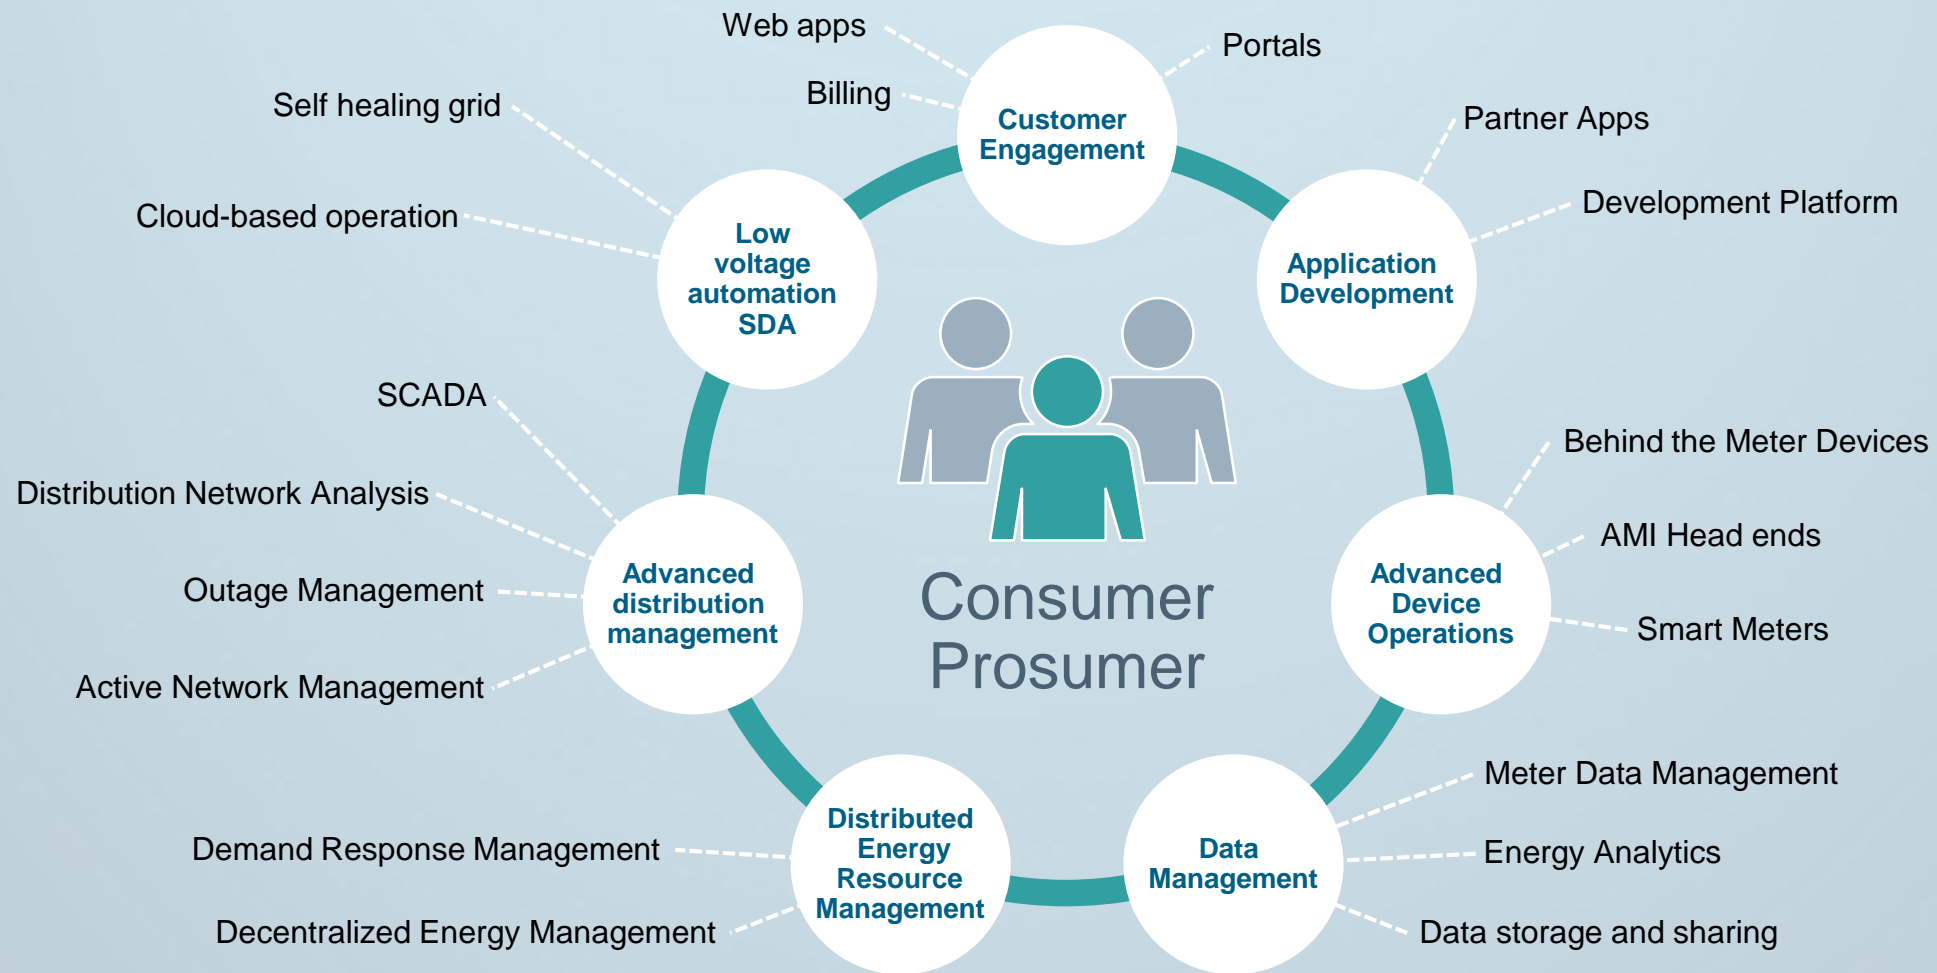 Web apps
Portals
Billing
Customer
Engagement
Self healing grid
Partner Apps
Cloud-based operation
Development Platform
Low
voltage
automation
SDA
Application
Development
SCADA
Behind the Meter Devices
Distribution Network Analysis
AMI Head ends
Outage Management
Smart Meters
Active Network Management
Advanced
distribution
management
Consumer
Prosumer
Advanced
Device
Operations
Meter Data Management
Demand Response Management
Energy Analytics
Decentralized Energy Management
Data storage and sharing
Distributed
Energy
Resource
Management
Data
Management